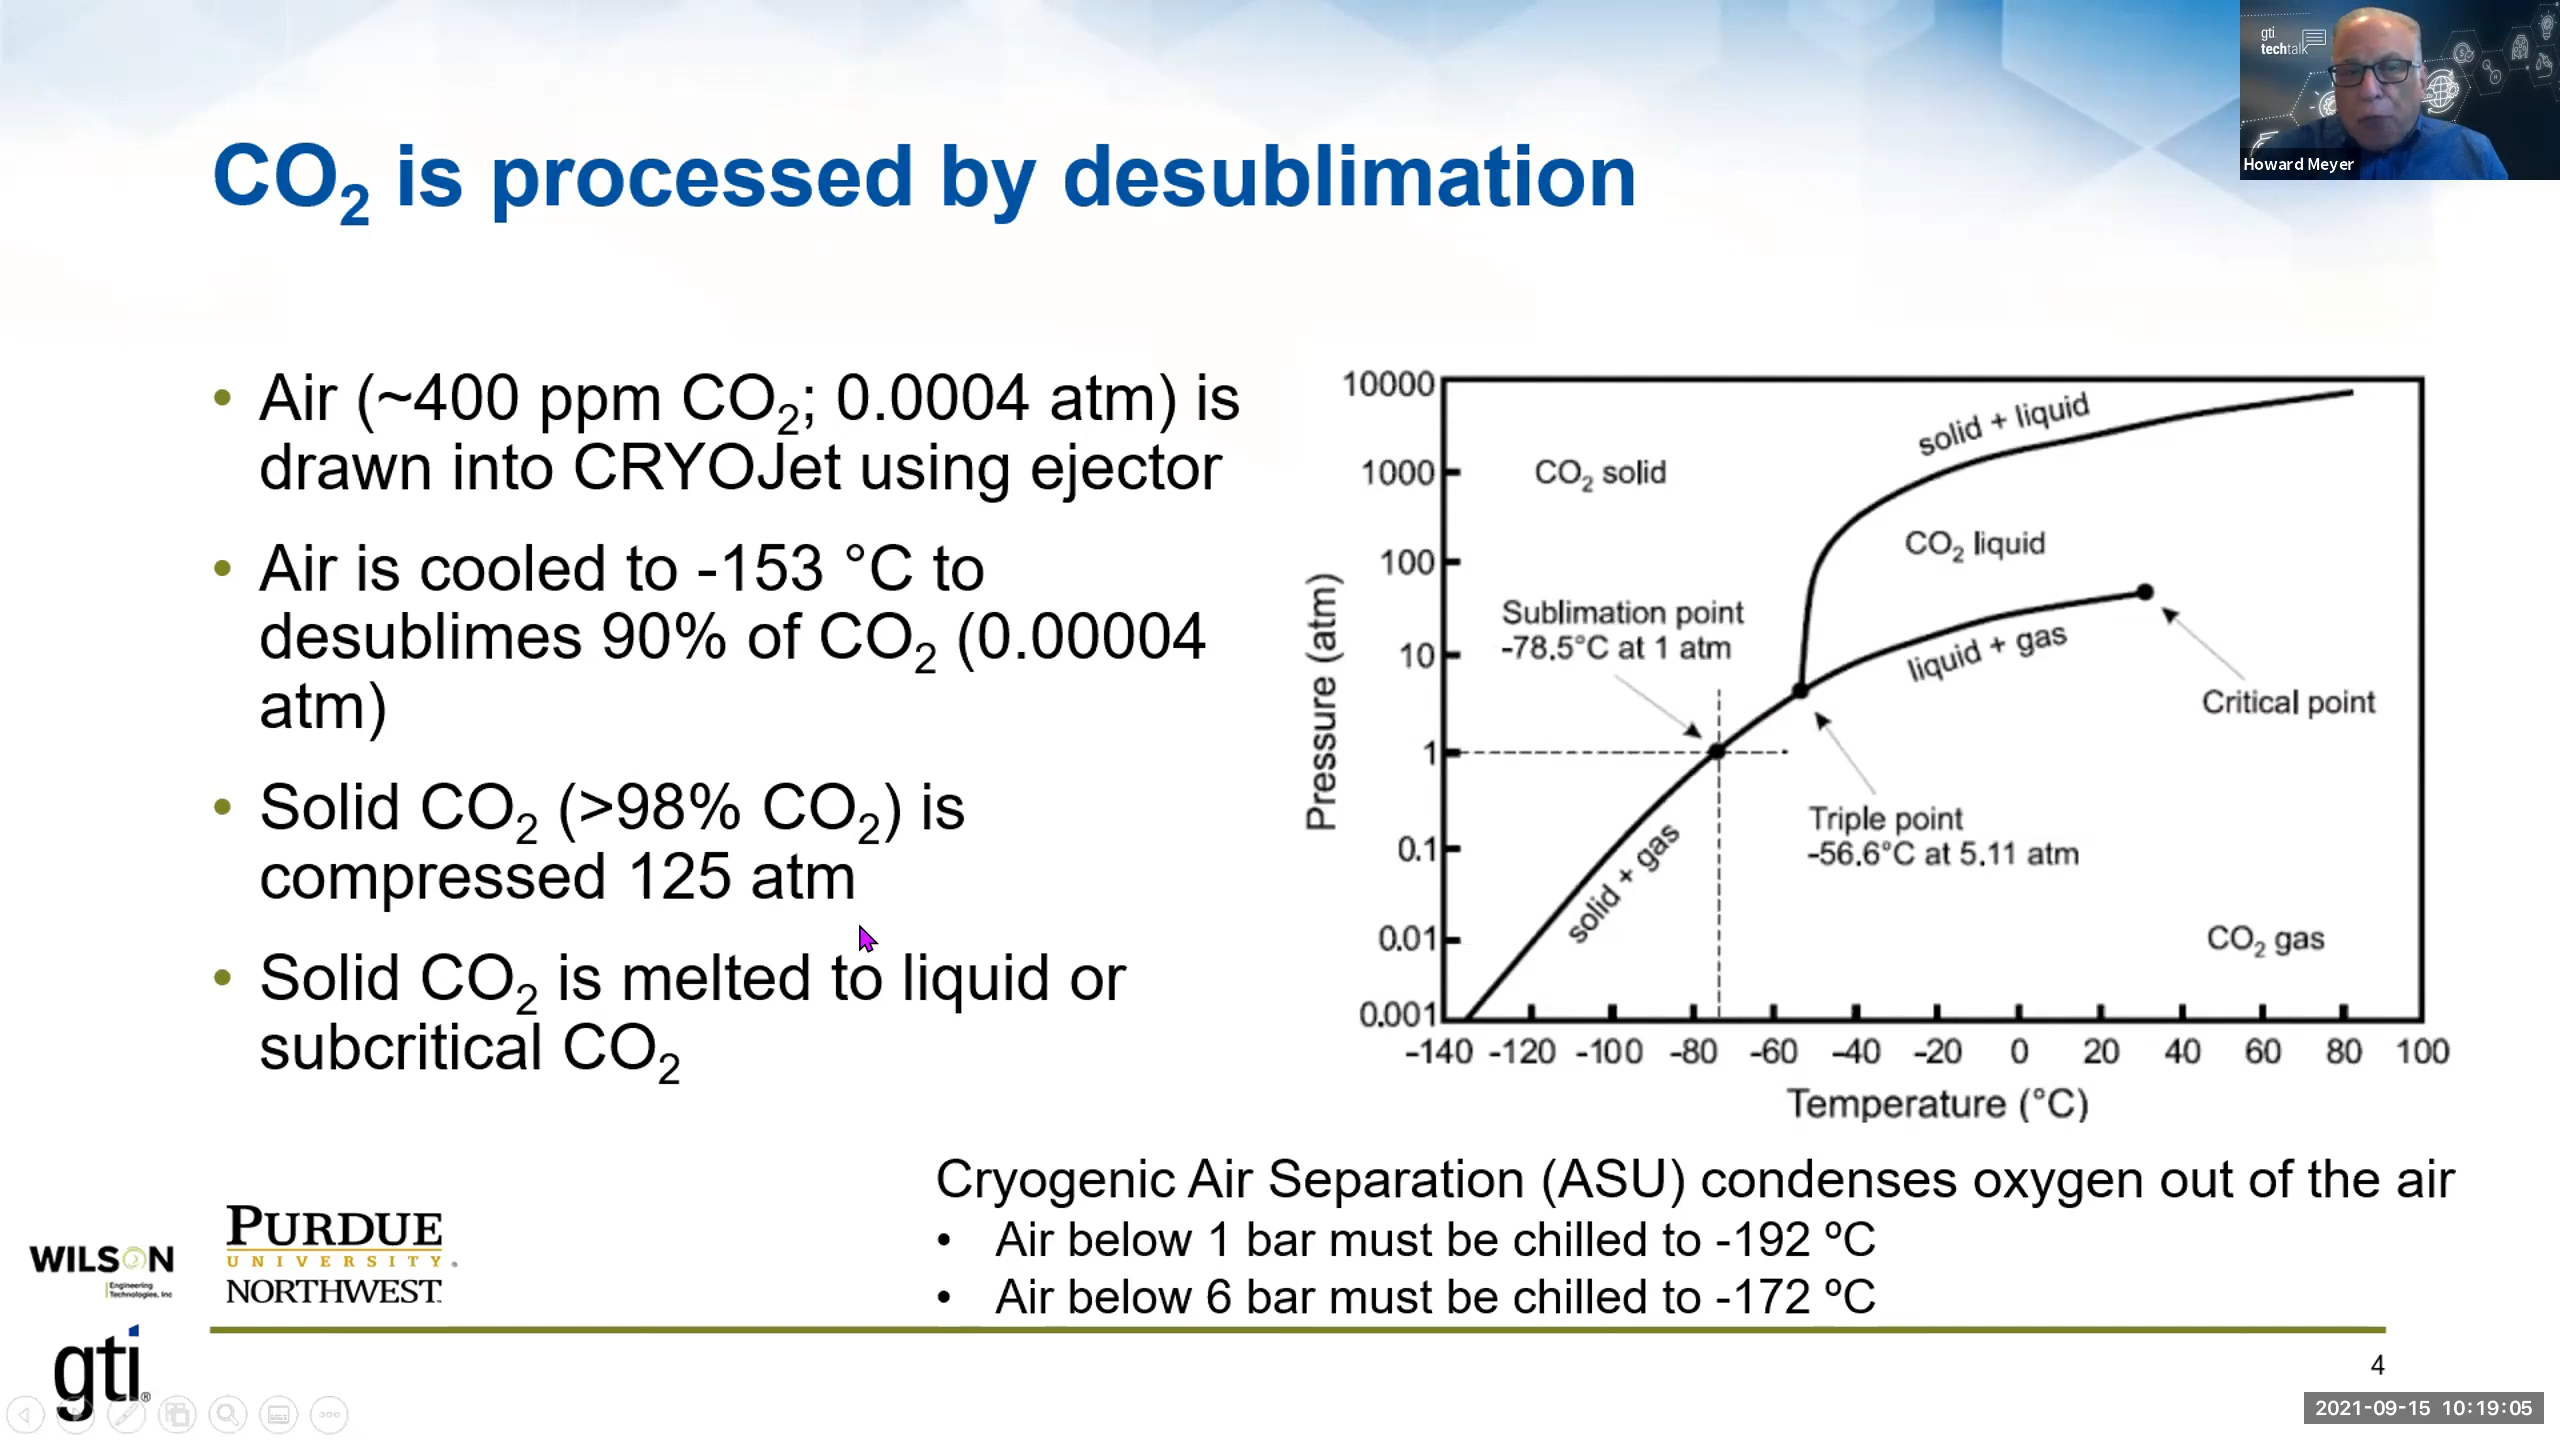 gti
techtalk
Howard Meyer
CO₂ is processed by desublimation
• Air (~400 ppm CO₂; 0.0004 atm) is
drawn into CRYOJet using ejector
• Air is cooled to -153 °C to
desublimes 90% of CO₂ (0.00004
atm)
• Solid CO₂ (>98% CO₂) is
compressed 125 atm
• Solid CO₂ is melted to liquid or
subcritical CO₂
Pressure (atm)
10000
1000
100
10
1
0.1
0.01
0.001
CO₂ solid
solid + liquid
CO₂ liquid
Sublimation point
-78.5°C at 1 atm
liquid + gas
Critical point
Triple point
-56.6°C at 5.11 atm
solid + gas
CO₂ gas
-140 -120 -100 -80 -60 -40 -20 0 20 40 60 80 100
Temperature (°C)
Cryogenic Air Separation (ASU) condenses oxygen out of the air
• Air below 1 bar must be chilled to -192 ºC
• Air below 6 bar must be chilled to -172 ºC
WILSON
Engineering
Technologies, Inc
PURDUE
UNIVERSITY®
NORTHWEST™
gti®
4
2021-09-15 10:19:05